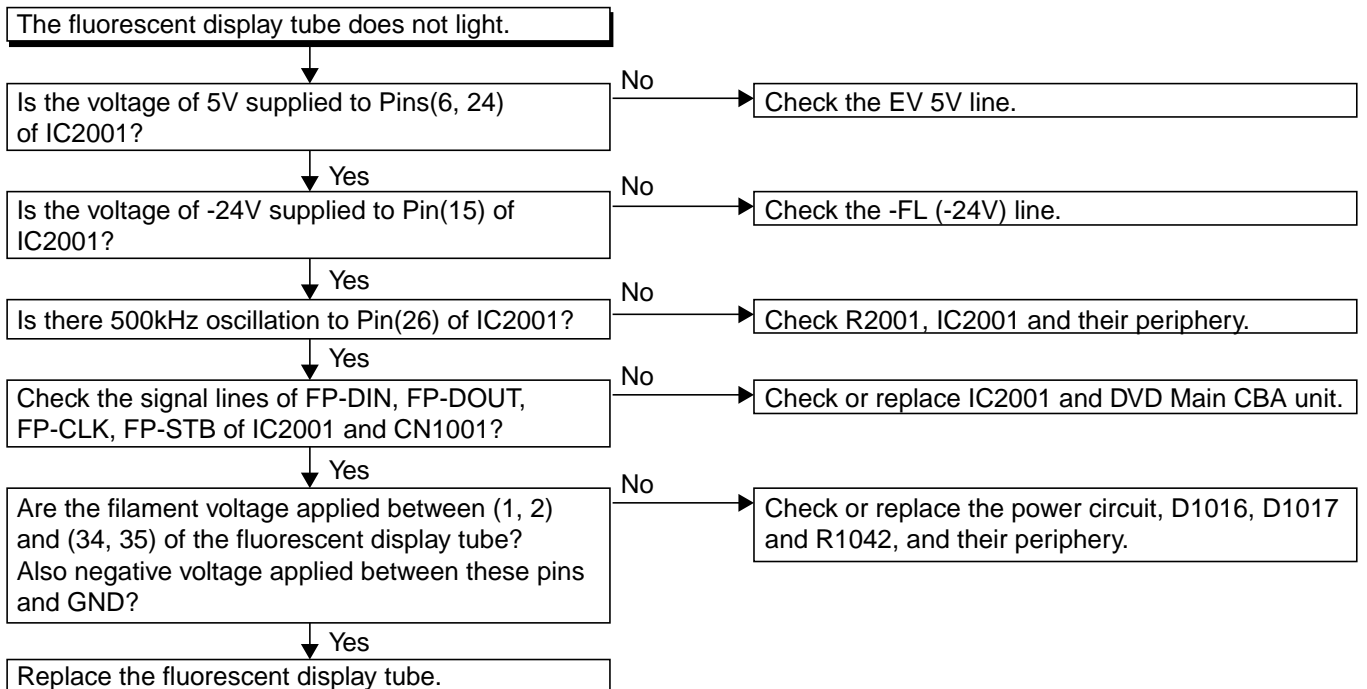 The fluorescent display tube does not light.
Is the voltage of 5V supplied to Pins(6, 24)
of IC2001?
No
Check the EV 5V line.
Yes
Is the voltage of -24V supplied to Pin(15) of
IC2001?
No
Check the -FL (-24V) line.
Yes
Is there 500kHz oscillation to Pin(26) of IC2001?
No
Check R2001, IC2001 and their periphery.
Yes
Check the signal lines of FP-DIN, FP-DOUT,
FP-CLK, FP-STB of IC2001 and CN1001?
No
Check or replace IC2001 and DVD Main CBA unit.
Yes
Are the filament voltage applied between (1, 2)
and (34, 35) of the fluorescent display tube?
Also negative voltage applied between these pins
and GND?
No
Check or replace the power circuit, D1016, D1017
and R1042, and their periphery.
Yes
Replace the fluorescent display tube.